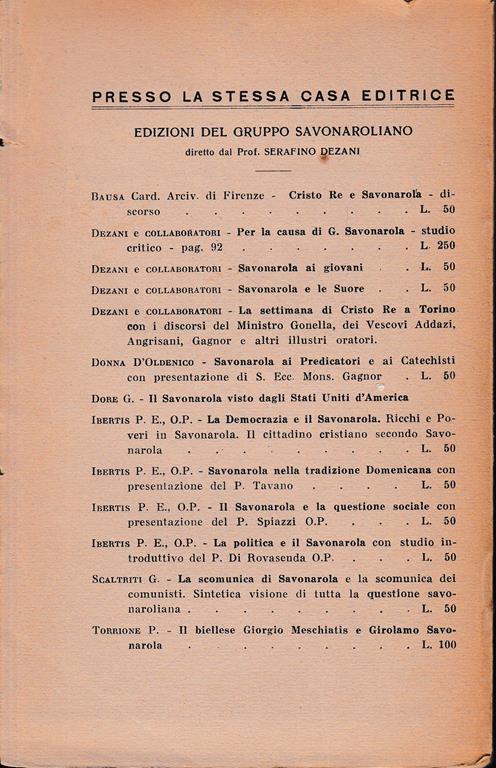 PRESSO LA STESSA CASA EDITRICE
EDIZIONI DEL GRUPPO SAVONAROLIANO
diretto dal Prof. SERAFINO DEZANI
BAUSA Card. Arciv. di Firenze - Cristo Re e Savonarola - di-
scorso . . . . . . . . L. 50
DEZANI e COLLABORATORI - Per la causa di G. Savonarola - studio
critico - pag. 92 . . . . . . L. 250
DEZANI e COLLABORATORI - Savonarola ai giovani . . L. 50
DEZANI e COLLABORATORI - Savonarola e le Suore . . L. 50
DEZANI e COLLABORATORI - La settimana di Cristo Re a Torino
con i discorsi del Ministro Gonella, dei Vescovi Addazi,
Angrisani, Gagnor e altri illustri oratori.
DONNA D'OLDENICO - Savonarola ai Predicatori e ai Catechisti
con presentazione di S. Ecc. Mons. Gagnor . L. 50
DORE G. - Il Savonarola visto dagli Stati Uniti d'America
IBERTIS P. E., O.P. - La Democrazia e il Savonarola. Ricchi e Po-
veri in Savonarola. Il cittadino cristiano secondo Savo-
narola . . . . . . . . L. 50
IBERTIS P. E., O.P. - Savonarola nella tradizione Domenicana con
presentazione del P. Tavano . . . . L. 50
IBERTIS P. E., O.P. - Il Savonarola e la questione sociale con
presentazione del P. Spiazzi O.P. . . . L. 50
IBERTIS P. E., O.P. - La politica e il Savonarola con studio in-
troduttivo del P. Di Rovasenda O.P. . . . L. 50
SCALTRITI G. - La scomunica di Savonarola e la scomunica dei
comunisti. Sintetica visione di tutta la questione savo-
naroliana . . . . . . . . L. 50
TORRIONE P. - Il biellese Giorgio Meschiatis e Girolamo Savo-
narola . . . . . . . . L. 100